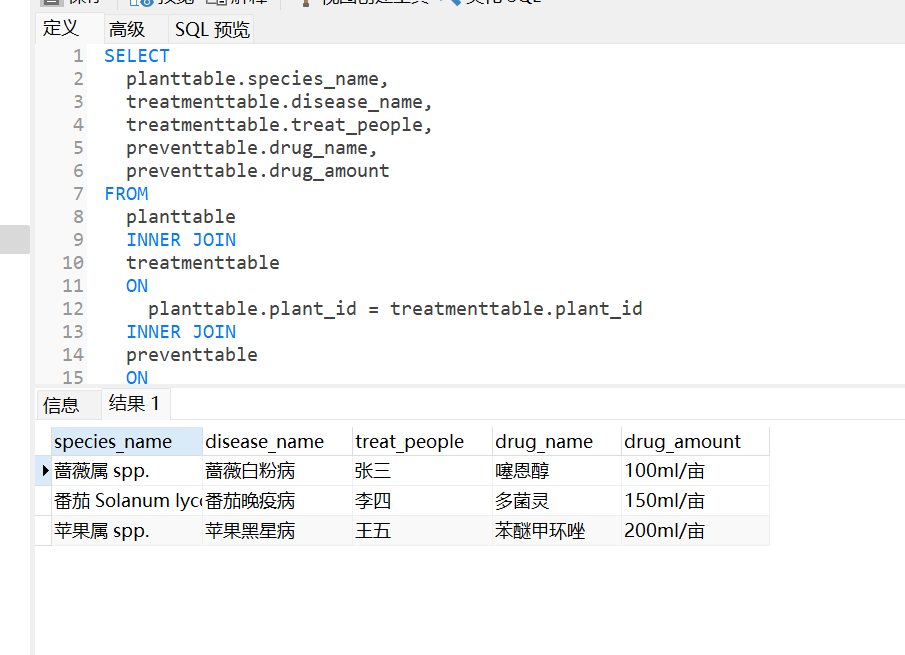 定义 高级 SQL 预览
1 SELECT
2 planttable.species_name,
3 treatmenttable.disease_name,
4 treatmenttable.treat_people,
5 preventtable.drug_name,
6 preventtable.drug_amount
7 FROM
8 planttable
9 INNER JOIN
10 treatmenttable
11 ON
12 planttable.plant_id = treatmenttable.plant_id
13 INNER JOIN
14 preventtable
15 ON
信息 结果 1
species_name disease_name treat_people drug_name drug_amount
蔷薇属 spp. 蔷薇白粉病 张三 噻恩醇 100ml/亩
番茄 Solanum lyc 番茄晚疫病 李四 多菌灵 150ml/亩
苹果属 spp. 苹果黑星病 王五 苯醚甲环唑 200ml/亩